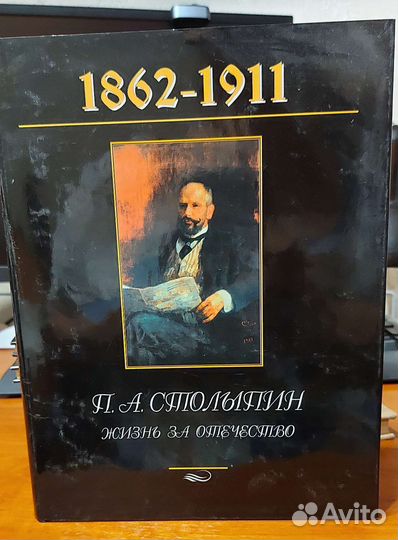 1862-1911
П. А. СТОЛЫПИН
ЖИЗНЬ ЗА ОТЕЧЕСТВО
Avito